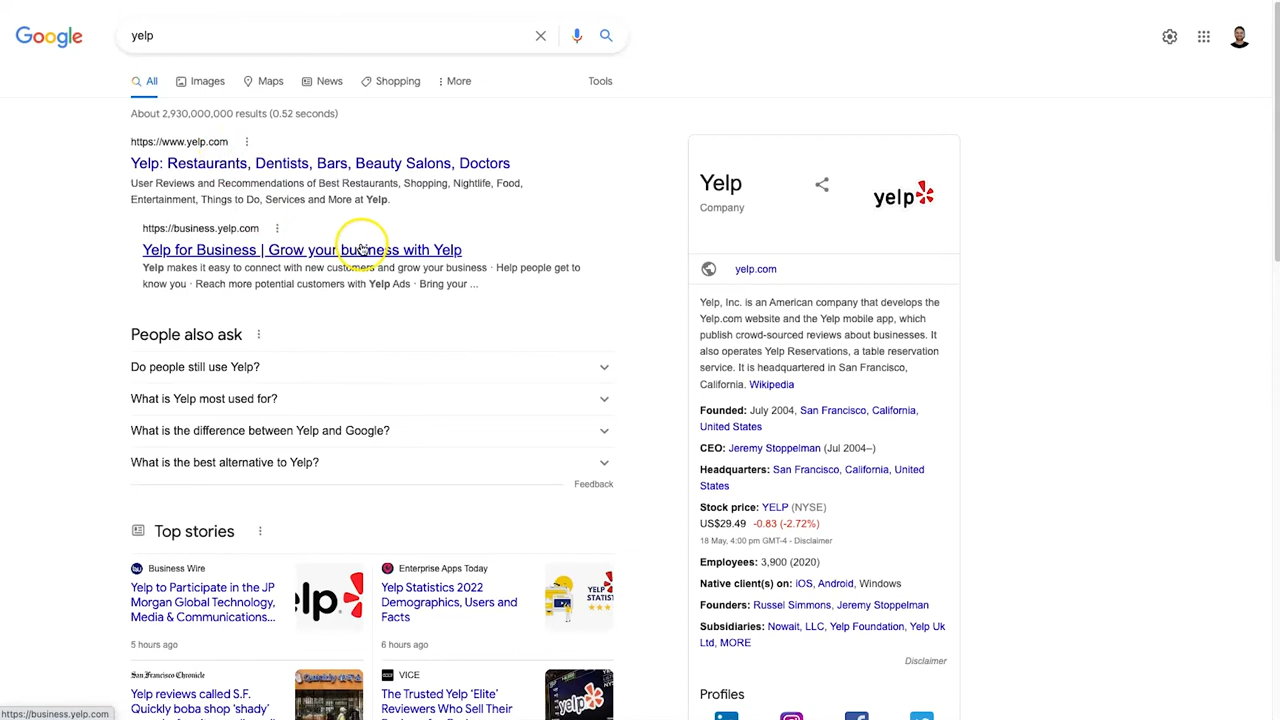 Google
yelp
All
Images
Maps
News
Shopping
More
Tools
About 2,930,000,000 results (0.52 seconds)
https://www.yelp.com
Yelp: Restaurants, Dentists, Bars, Beauty Salons, Doctors
User Reviews and Recommendations of Best Restaurants, Shopping, Nightlife, Food,
Entertainment, Things to Do, Services and More at Yelp.
https://business.yelp.com
Yelp for Business | Grow your business with Yelp
Yelp makes it easy to connect with new customers and grow your business · Help people get to
know you · Reach more potential customers with Yelp Ads · Bring your ...
People also ask
Do people still use Yelp?
What is Yelp most used for?
What is the difference between Yelp and Google?
What is the best alternative to Yelp?
Feedback
Top stories
Business Wire
Yelp to Participate in the JP
Morgan Global Technology,
Media & Communications...
5 hours ago
elp
Enterprise Apps Today
Yelp Statistics 2022
Demographics, Users and
Facts
6 hours ago
YELP
STATIST
San Francisco Chronicle
Yelp reviews called S.F.
Quickly boba shop 'shady'
Quickly
VICE
The Trusted Yelp 'Elite'
Reviewers Who Sell Their
yelp
Yelp
Company
yelp
yelp.com
Yelp, Inc. is an American company that develops the
Yelp.com website and the Yelp mobile app, which
publish crowd-sourced reviews about businesses. It
also operates Yelp Reservations, a table reservation
service. It is headquartered in San Francisco,
California. Wikipedia
Founded: July 2004, San Francisco, California,
United States
CEO: Jeremy Stoppelman (Jul 2004–)
Headquarters: San Francisco, California, United
States
Stock price: YELP (NYSE)
US$29.49 -0.83 (-2.72%)
18 May, 4:00 pm GMT-4 - Disclaimer
Employees: 3,900 (2020)
Native client(s) on: iOS, Android, Windows
Founders: Russel Simmons, Jeremy Stoppelman
Subsidiaries: Nowait, LLC, Yelp Foundation, Yelp Uk
Ltd, MORE
Disclaimer
Profiles
https://business.yelp.com